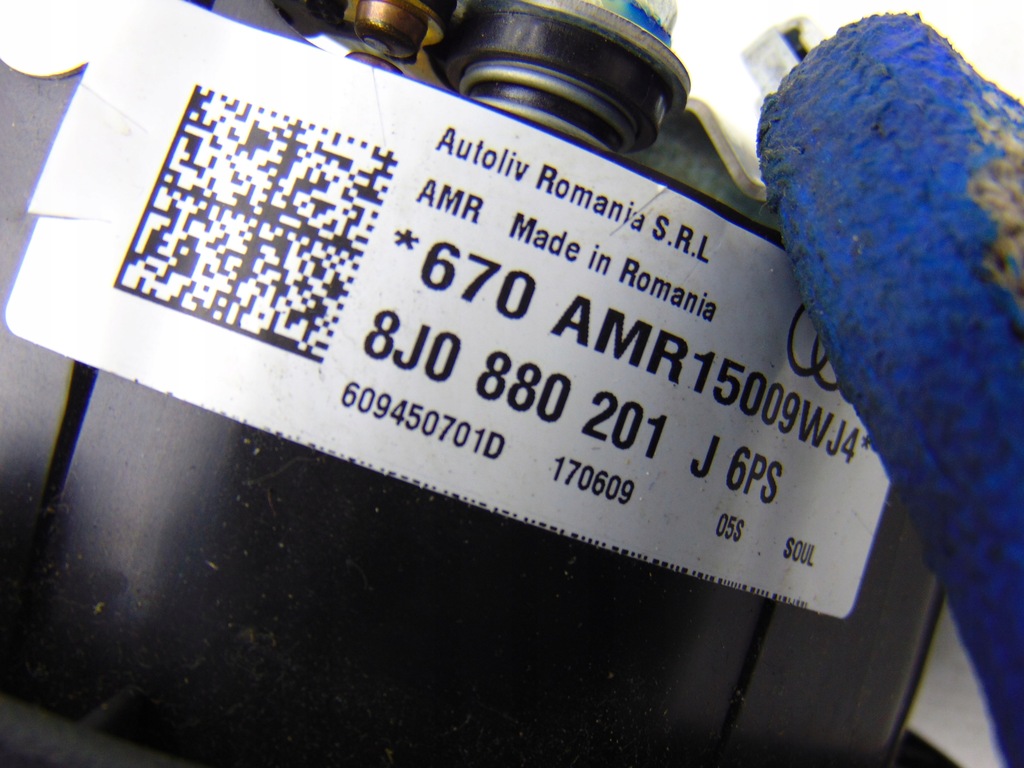 Autoliv Romania S.R.L
AMR Made in Romania
*670 AMR15009WJ4*
8J0 880 201 J 6PS
609450701D 170609
05S SOUL